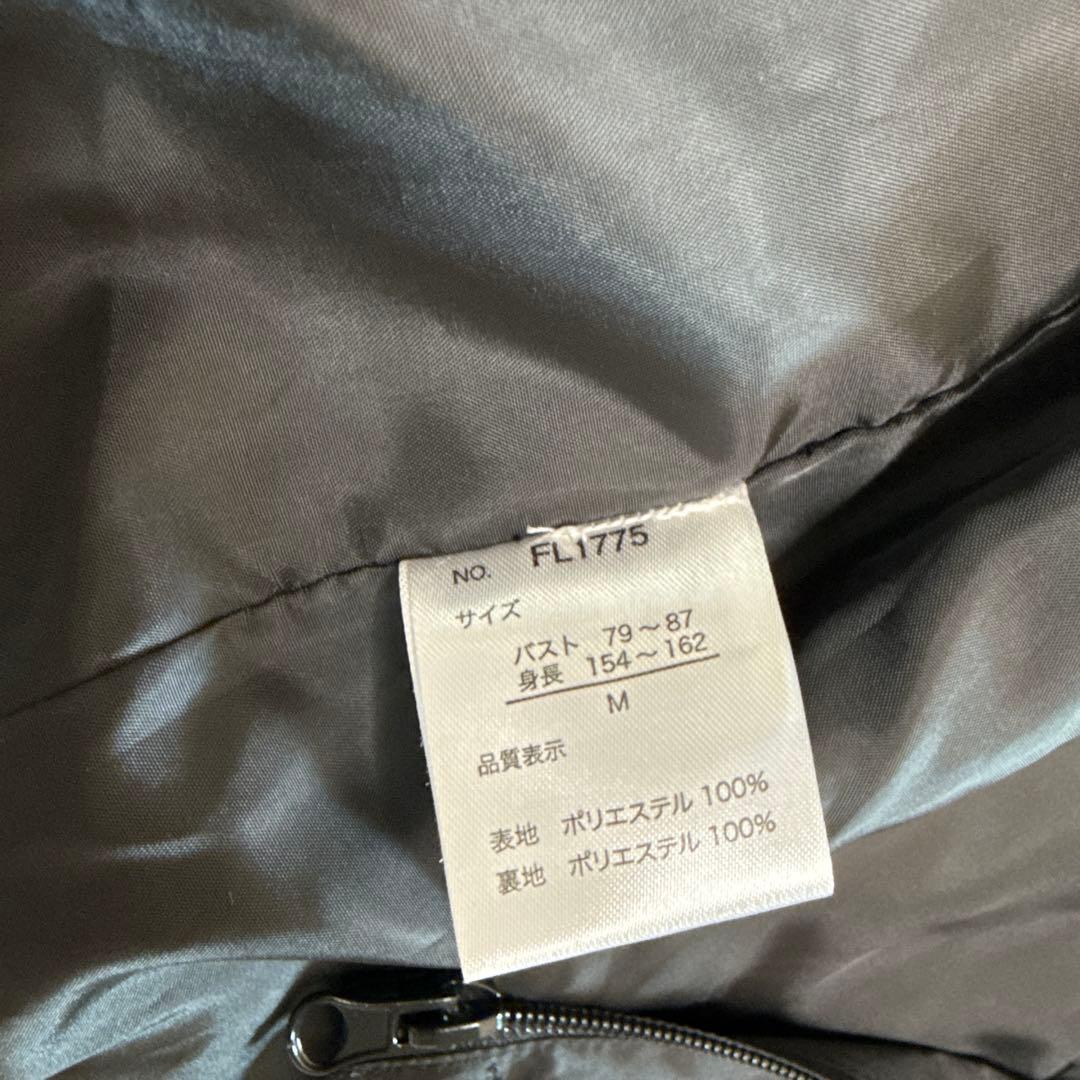 NO. FL1775
サイズ
バスト 79～87
身長 154～162
M
品質表示
表地 ポリエステル 100%
裏地 ポリエステル 100%